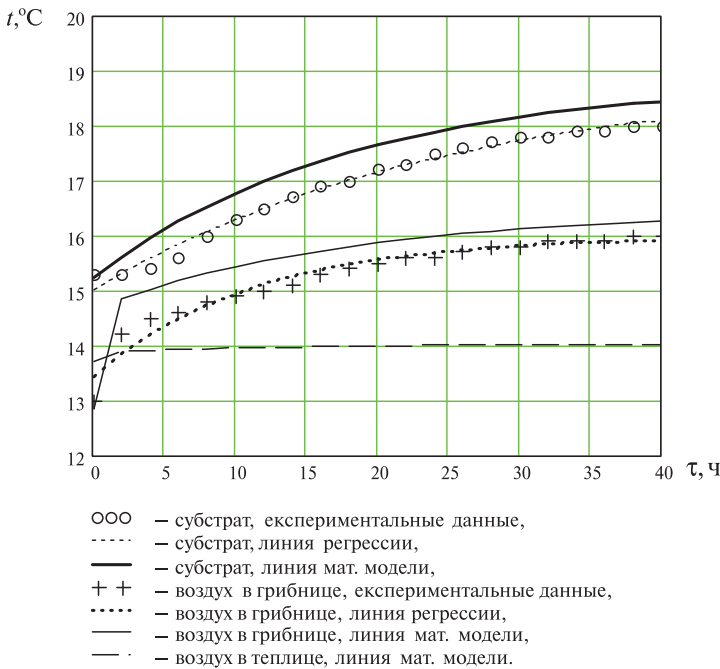 t,°C
20
19
18
17
16
15
14
13
12
0 5 10 15 20 25 30 35 40 τ, ч
– субстрат, експериментальные данные,
– субстрат, линия регрессии,
– субстрат, линия мат. модели,
– воздух в грибнице, експериментальные данные,
– воздух в грибнице, линия регрессии,
– воздух в грибнице, линия мат. модели,
– воздух в теплице, линия мат. модели.